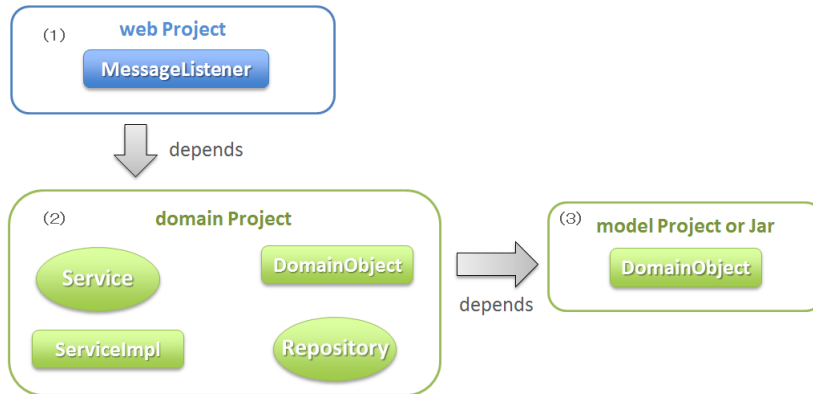 (1) web Project
MessageListener
depends
(2) domain Project
Service
DomainObject
ServiceImpl
Repository
depends
(3) model Project or Jar
DomainObject